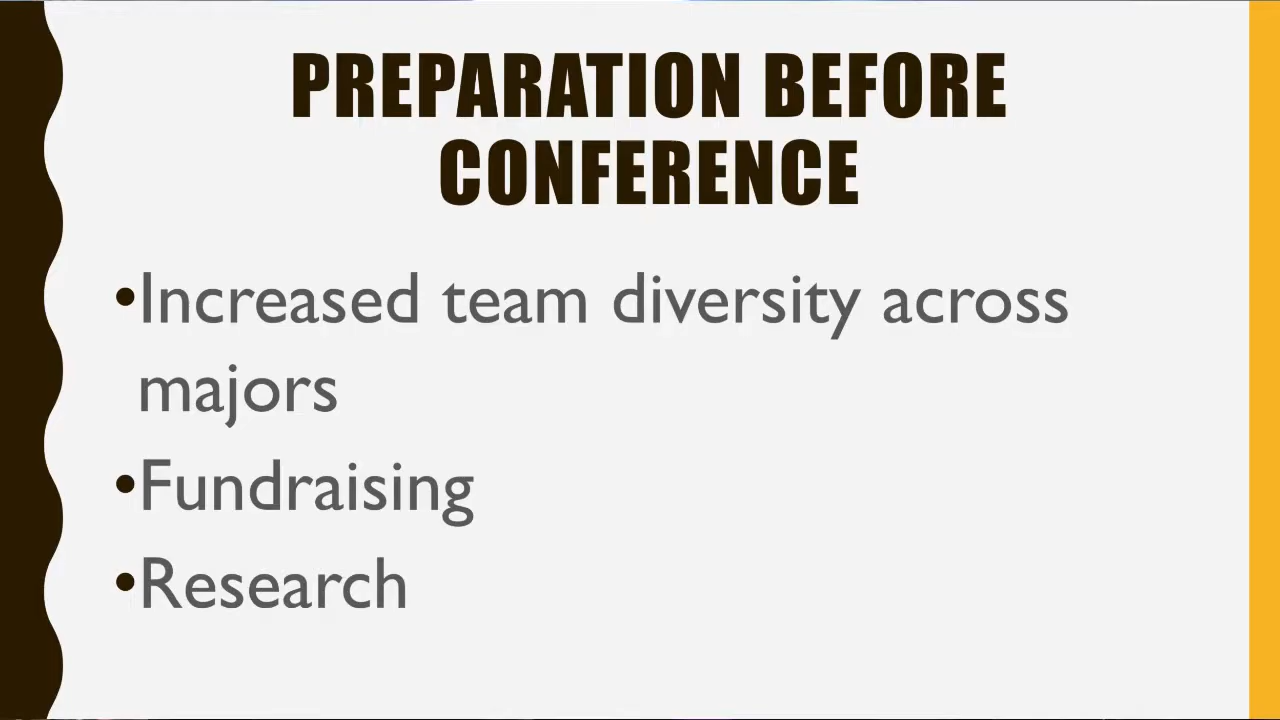 PREPARATION BEFORE
CONFERENCE
•Increased team diversity across
majors
•Fundraising
•Research